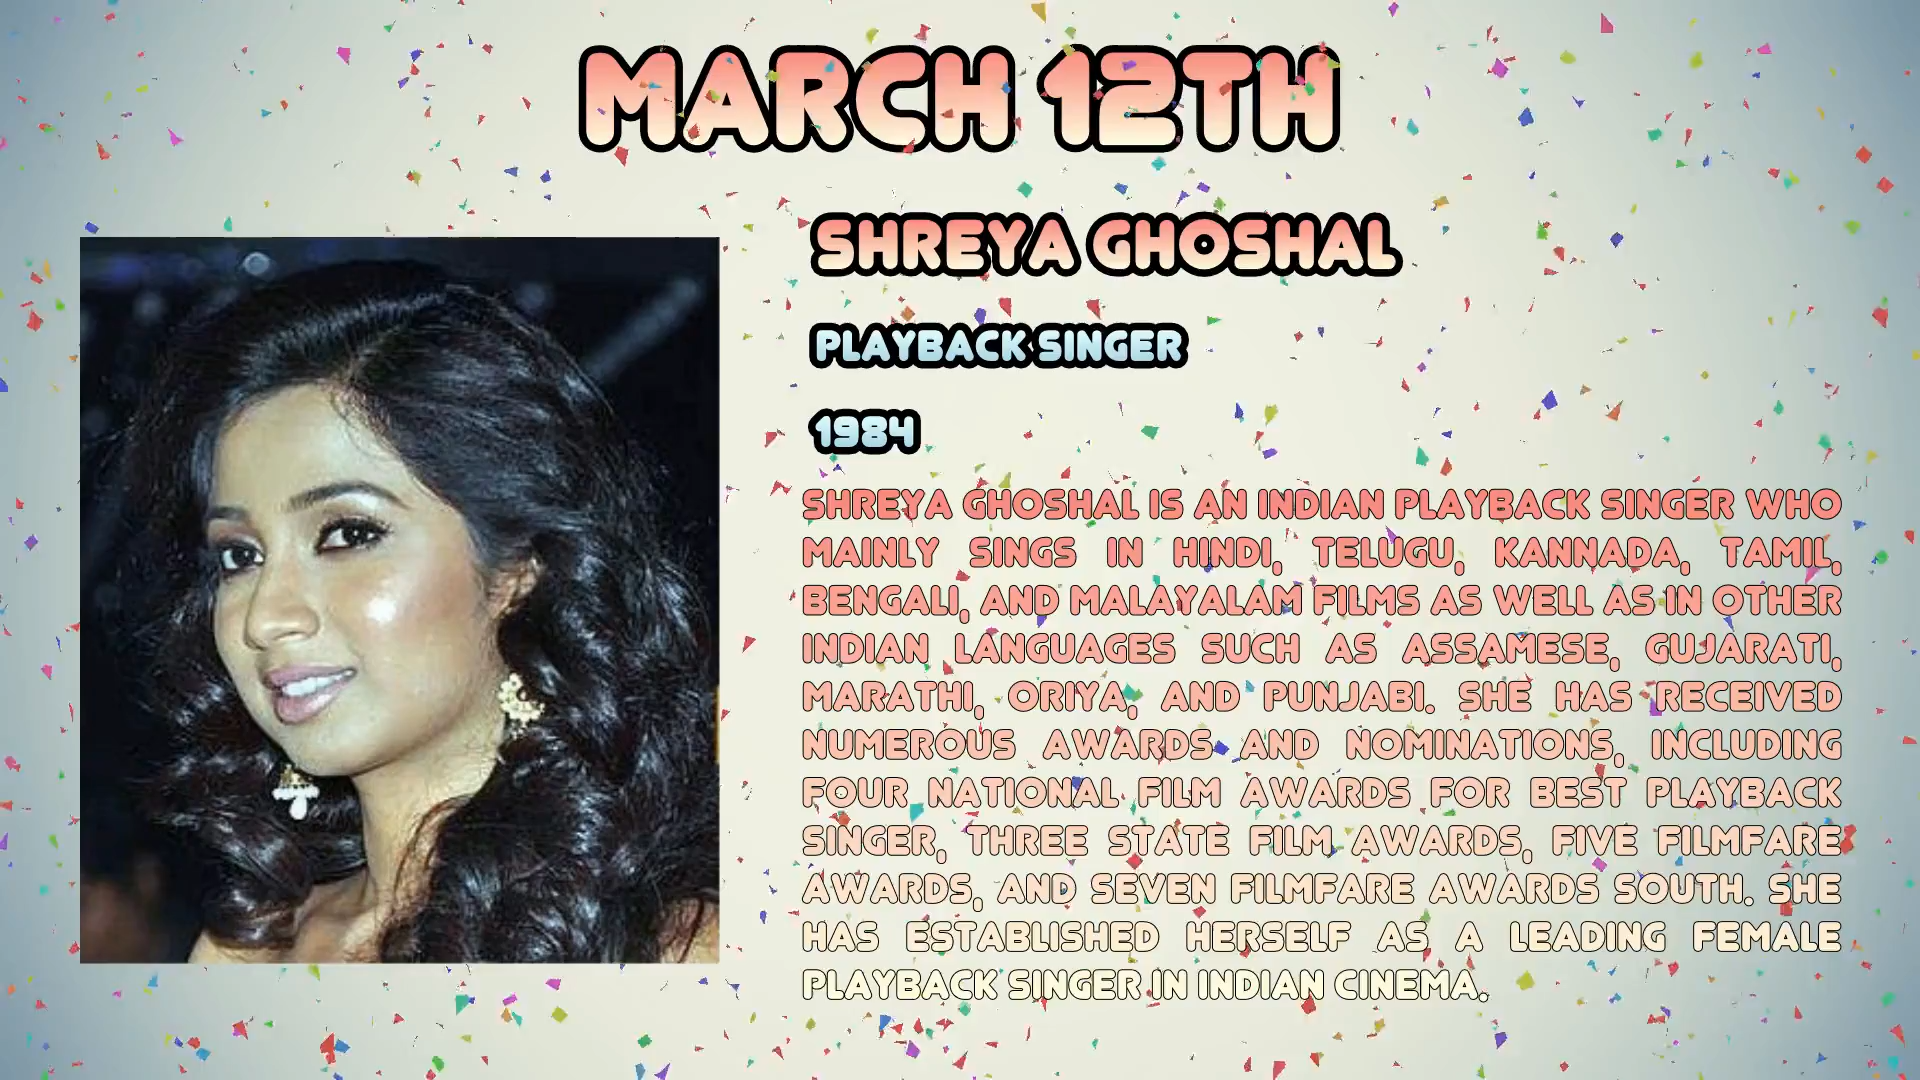 MARCH 12TH
SHREYA GHOSHAL
PLAYBACK SINGER
1984
SHREYA GHOSHAL IS AN INDIAN PLAYBACK SINGER WHO
MAINLY SINGS IN HINDI, TELUGU, KANNADA, TAMIL,
BENGALI, AND MALAYALAM FILMS AS WELL AS IN OTHER
INDIAN LANGUAGES SUCH AS ASSAMESE, GUJARATI,
MARATHI, ORIYA, AND PUNJABI. SHE HAS RECEIVED
NUMEROUS AWARDS AND NOMINATIONS, INCLUDING
FOUR NATIONAL FILM AWARDS FOR BEST PLAYBACK
SINGER, THREE STATE FILM AWARDS, FIVE FILMFARE
AWARDS, AND SEVEN FILMFARE AWARDS SOUTH. SHE
HAS ESTABLISHED HERSELF AS A LEADING FEMALE
PLAYBACK SINGER IN INDIAN CINEMA.